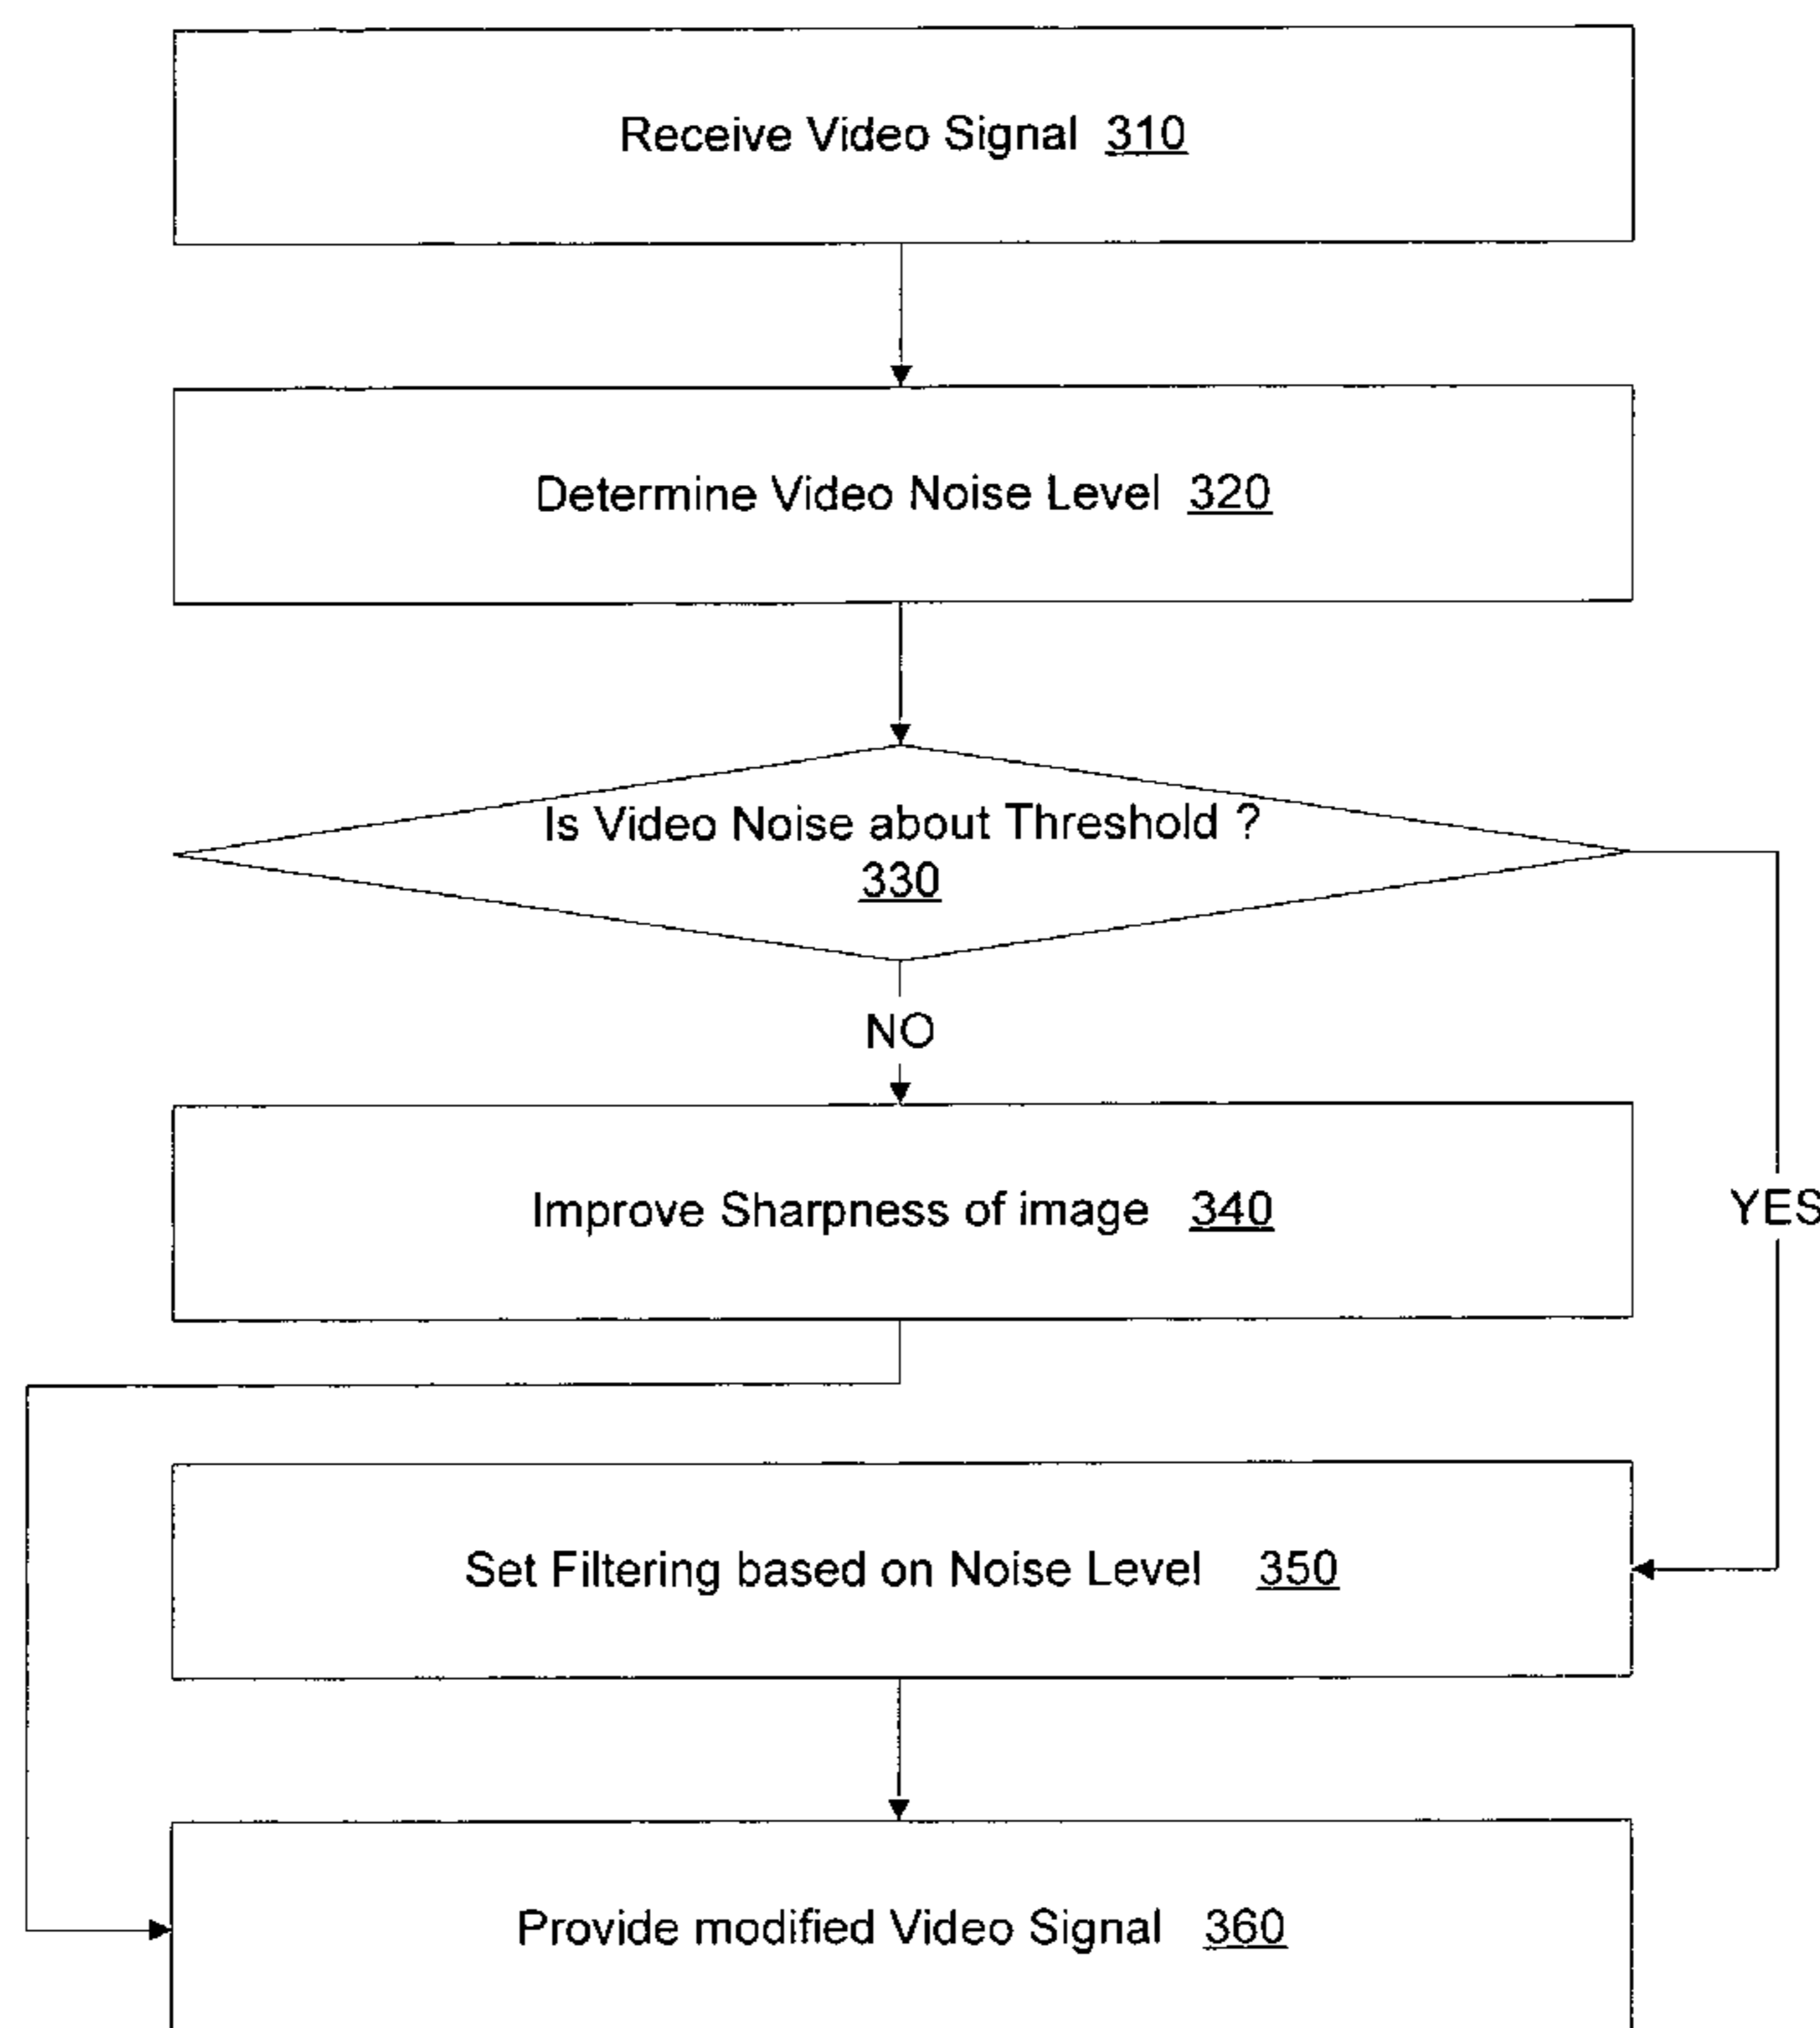 Receive Video Signal 310
Determine Video Noise Level 320
Is Video Noise about Threshold ?
330
NO
Improve Sharpness of image 340
YES
Set Filtering based on Noise Level 350
Provide modified Video Signal 360